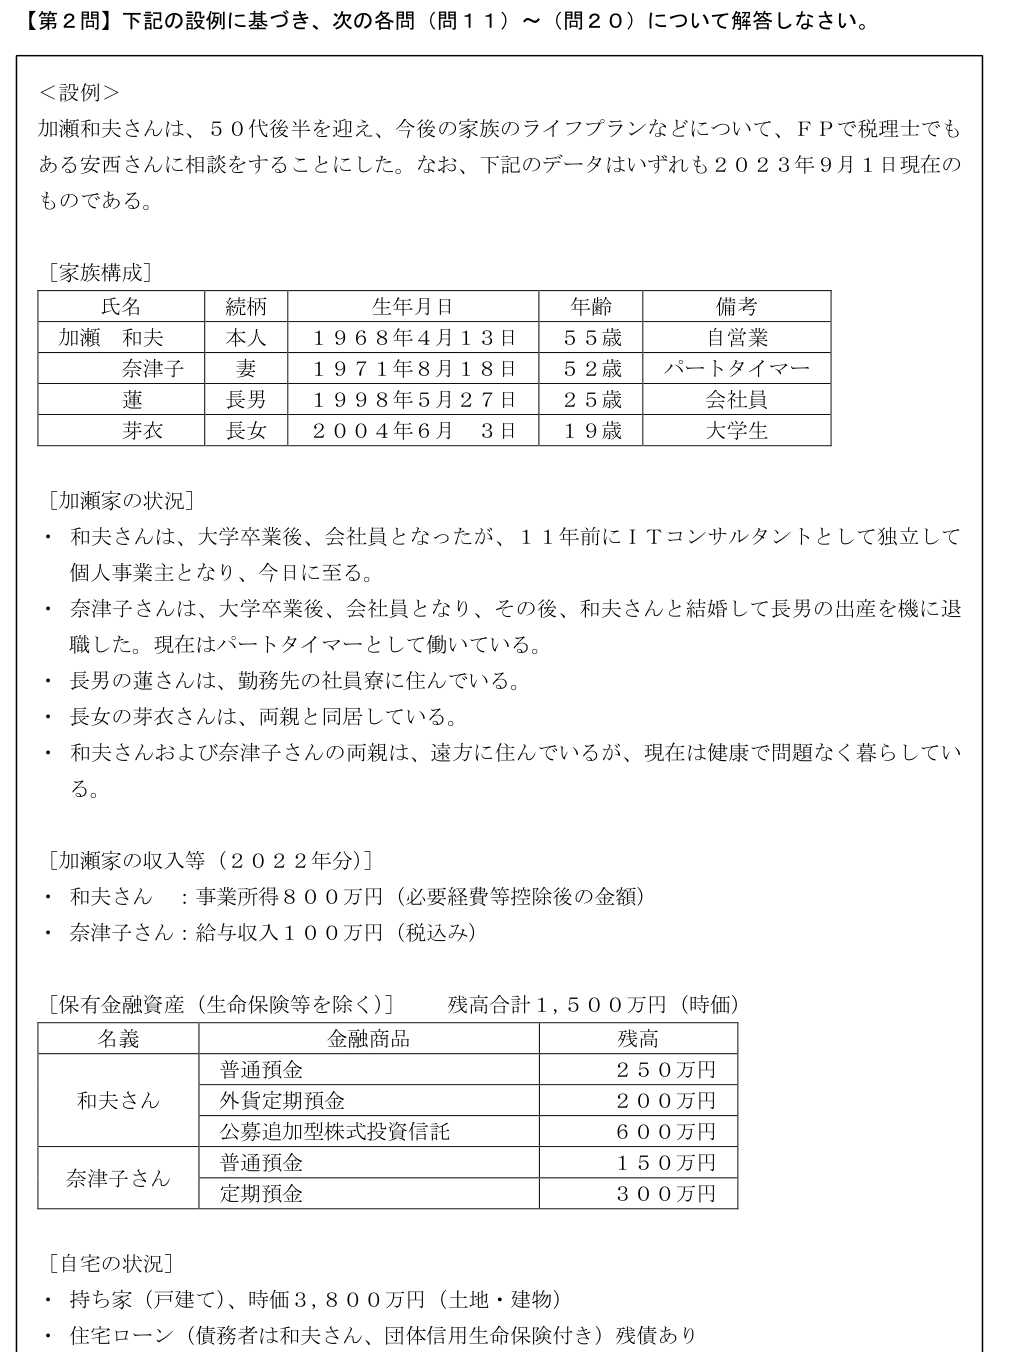 【第２問】下記の設例に基づき、次の各問（問１１）～（問２０）について解答しなさい。
＜設例＞
加瀬和夫さんは、５０代後半を迎え、今後の家族のライフプランなどについて、ＦＰで税理士でも
ある安西さんに相談をすることにした。なお、下記のデータはいずれも２０２３年９月１日現在の
ものである。
［家族構成］
氏名 続柄 生年月日 年齢 備考
加瀬　和夫 本人 １９６８年４月１３日 ５５歳 自営業
奈津子 妻 １９７１年８月１８日 ５２歳 パートタイマー
蓮 長男 １９９８年５月２７日 ２５歳 会社員
芽衣 長女 ２００４年６月　３日 １９歳 大学生
［加瀬家の状況］
・ 和夫さんは、大学卒業後、会社員となったが、１１年前にＩＴコンサルタントとして独立して
個人事業主となり、今日に至る。
・ 奈津子さんは、大学卒業後、会社員となり、その後、和夫さんと結婚して長男の出産を機に退
職した。現在はパートタイマーとして働いている。
・ 長男の蓮さんは、勤務先の社員寮に住んでいる。
・ 長女の芽衣さんは、両親と同居している。
・ 和夫さんおよび奈津子さんの両親は、遠方に住んでいるが、現在は健康で問題なく暮らしてい
る。
［加瀬家の収入等（２０２２年分）］
・ 和夫さん　：事業所得８００万円（必要経費等控除後の金額）
・ 奈津子さん：給与収入１００万円（税込み）
［保有金融資産（生命保険等を除く）］　　残高合計１,５００万円（時価）
名義 金融商品 残高
和夫さん 普通預金 ２５０万円
外貨定期預金 ２００万円
公募追加型株式投資信託 ６００万円
奈津子さん 普通預金 １５０万円
定期預金 ３００万円
［自宅の状況］
・ 持ち家（戸建て）、時価３,８００万円（土地・建物）
・ 住宅ローン（債務者は和夫さん、団体信用生命保険付き）残債あり